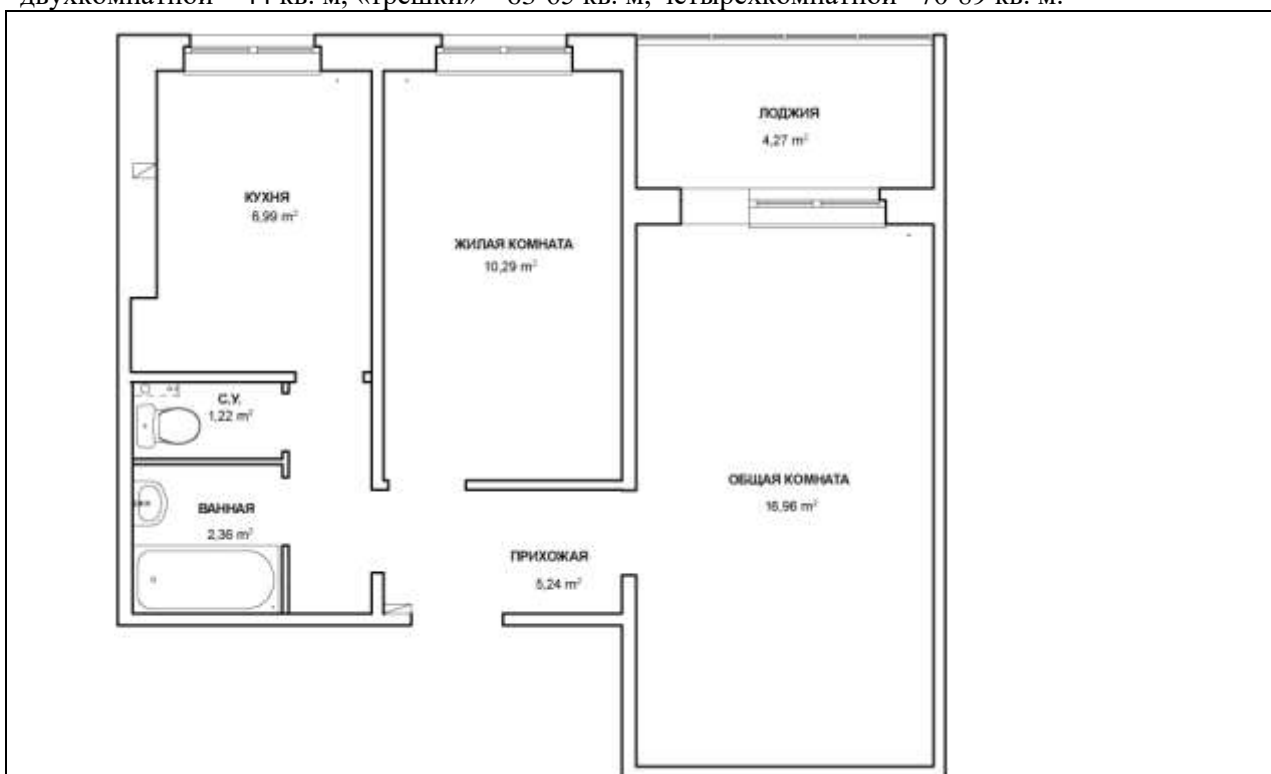 двухкомнатной – 44 кв. м, «трешки» – 63-65 кв. м, четырехкомнатной - 70-89 кв. м.
ЛОДЖИЯ
4,27 m²
КУХНЯ
6,99 m²
ЖИЛАЯ КОМНАТА
10,29 m²
С.У.
1,22 m²
ОБЩАЯ КОМНАТА
16,96 m²
ВАННАЯ
2,36 m²
ПРИХОЖАЯ
5,24 m²